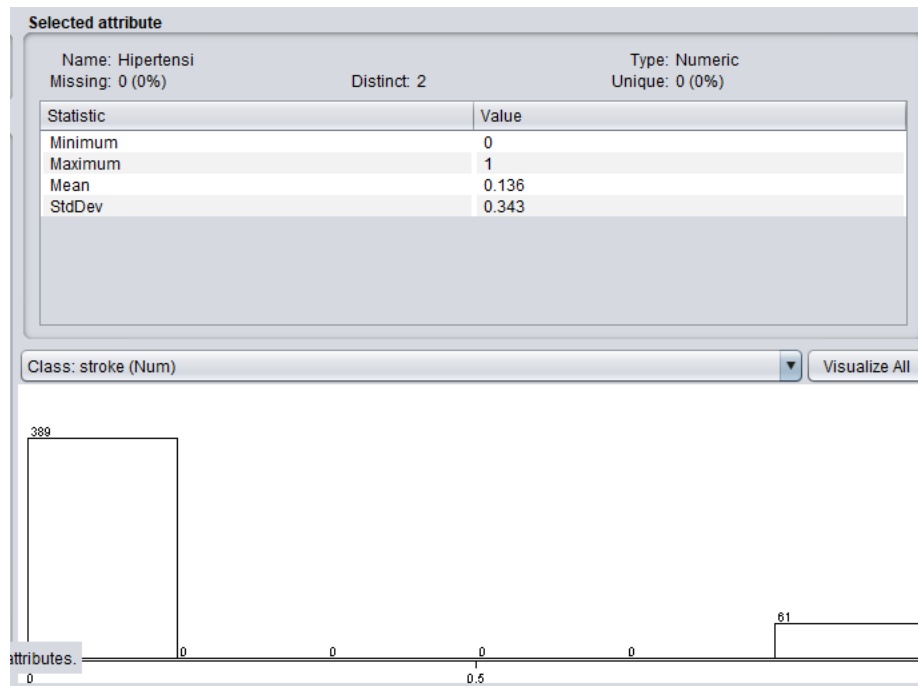 Selected attribute
Name: Hipertensi Type: Numeric
Missing: 0 (0%) Distinct: 2 Unique: 0 (0%)
Statistic Value
Minimum 0
Maximum 1
Mean 0.136
StdDev 0.343
Class: stroke (Num) Visualize All
389
61
0 0 0 0
attributes.
0 0.5